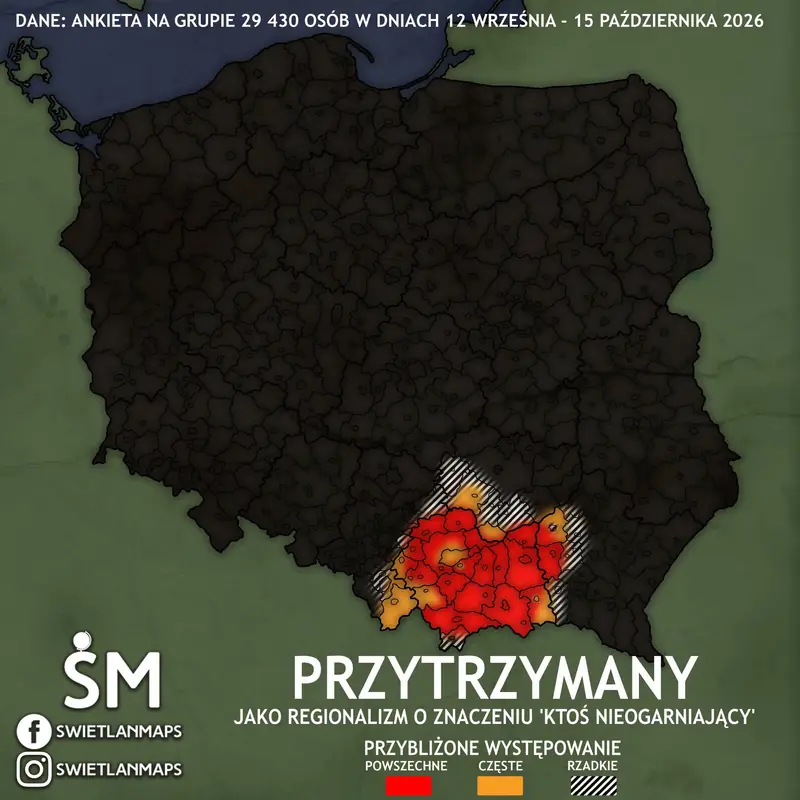 DANE: ANKIETA NA GRUPIE 29 430 OSÓB W DNIACH 12 WRZEŚNIA - 15 PAŹDZIERNIKA 2026
ŚM
SWIETLANMAPS
SWIETLANMAPS
PRZYTRZYMANY
JAKO REGIONALIZM O ZNACZENIU 'KTOŚ NIEOGARNIAJĄCY'
PRZYBLIŻONE WYSTĘPOWANIE
POWSZECHNE CZĘSTE RZADKIE